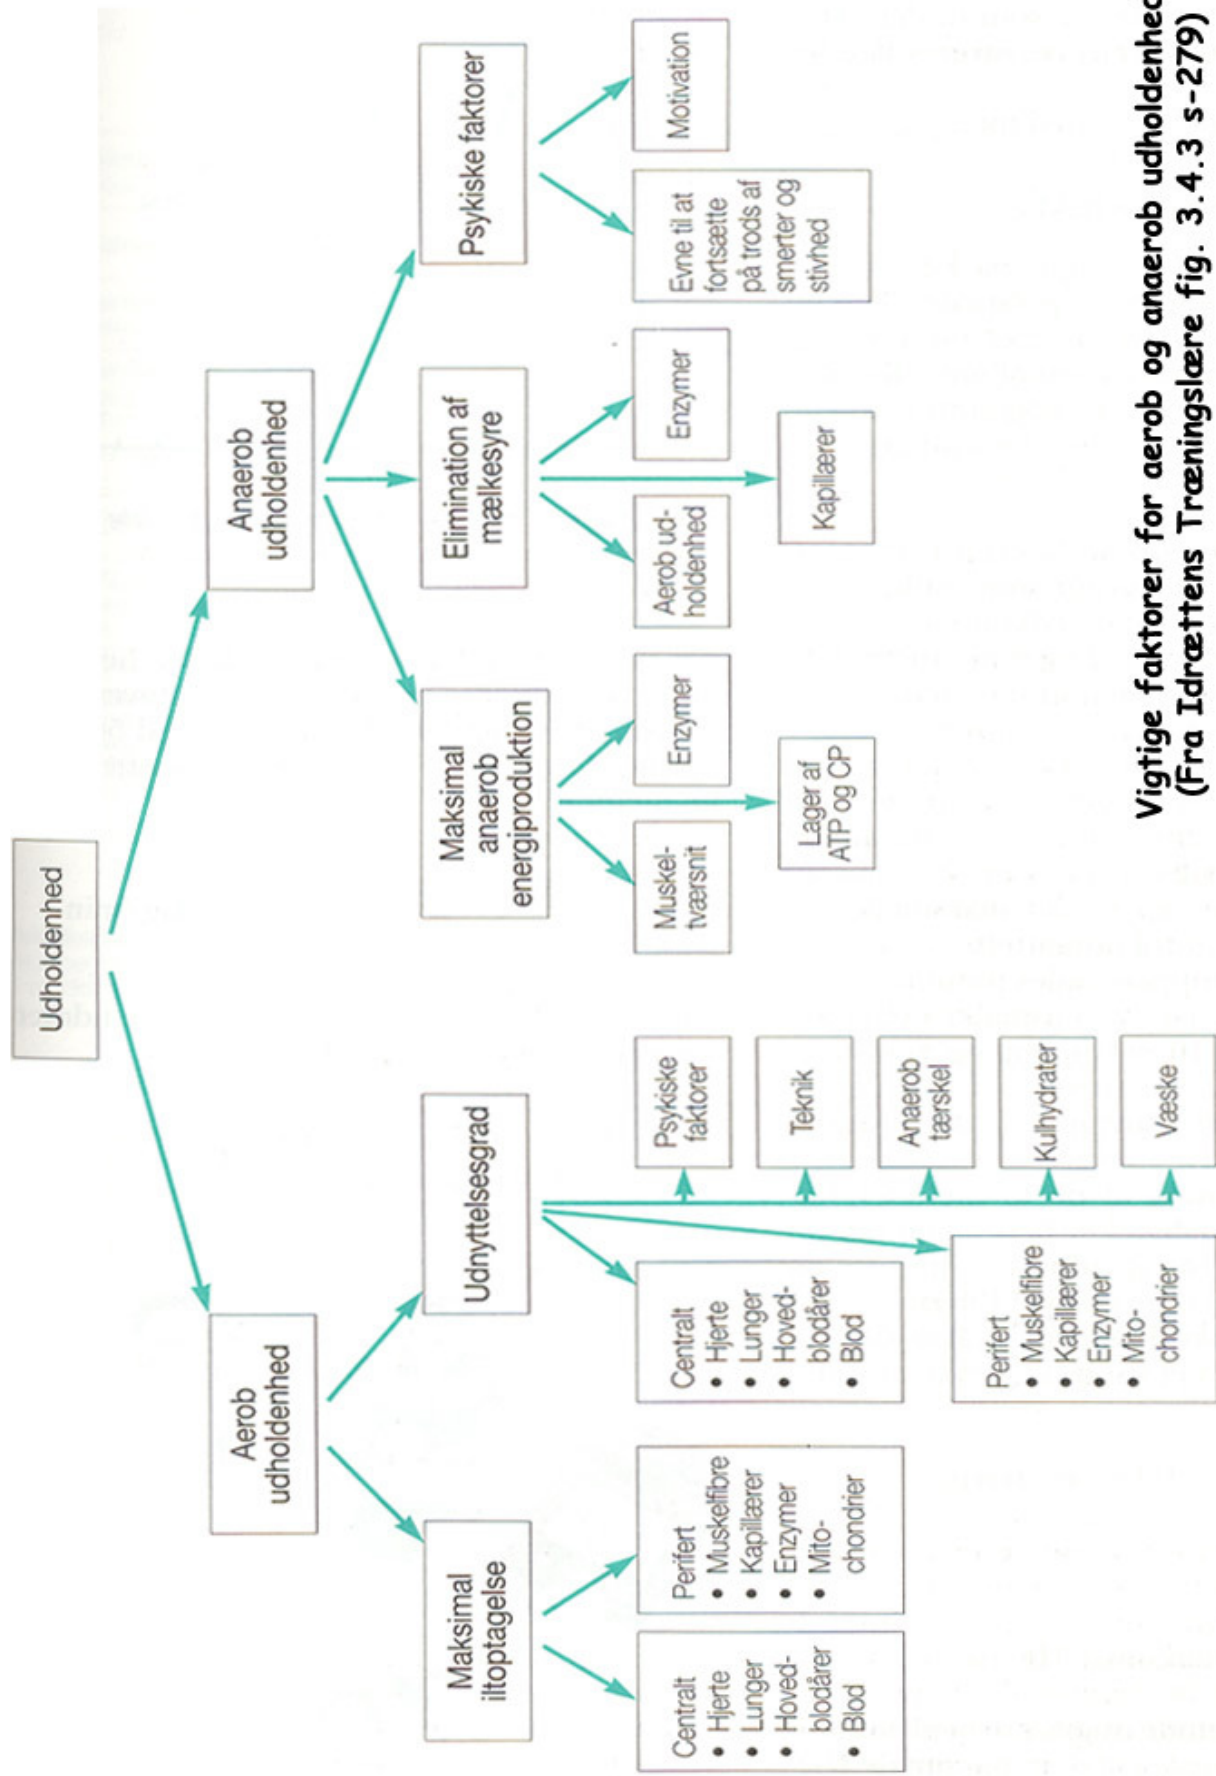 Udholdenhed
Aerob
udholdenhed
Anaerob
udholdenhed
Maksimal
iltoptagelse
Udnyttelsesgrad
Maksimal
anaerob
energiproduktion
Elimination af
mælkesyre
Psykiske faktorer
Centralt
• Hjerte
• Lunger
• Hoved-
blodårer
• Blod
Perifert
• Muskelfibre
• Kapillærer
• Enzymer
• Mito-
chondrier
Centralt
• Hjerte
• Lunger
• Hoved-
blodårer
• Blod
Perifert
• Muskelfibre
• Kapillærer
• Enzymer
• Mito-
chondrier
Psykiske
faktorer
Teknik
Anaerob
tærskel
Kulhydrater
Væske
Muskel-
tværsnit
Enzymer
Lager af
ATP og CP
Aerob ud-
holdenhed
Enzymer
Kapillærer
Evne til at
fortsætte
på trods af
smerter og
stivhed
Motivation
Vigtige faktorer for aerob og anaerob udholdenhed
(Fra Idrættens Træningslære fig. 3.4.3 s-279)